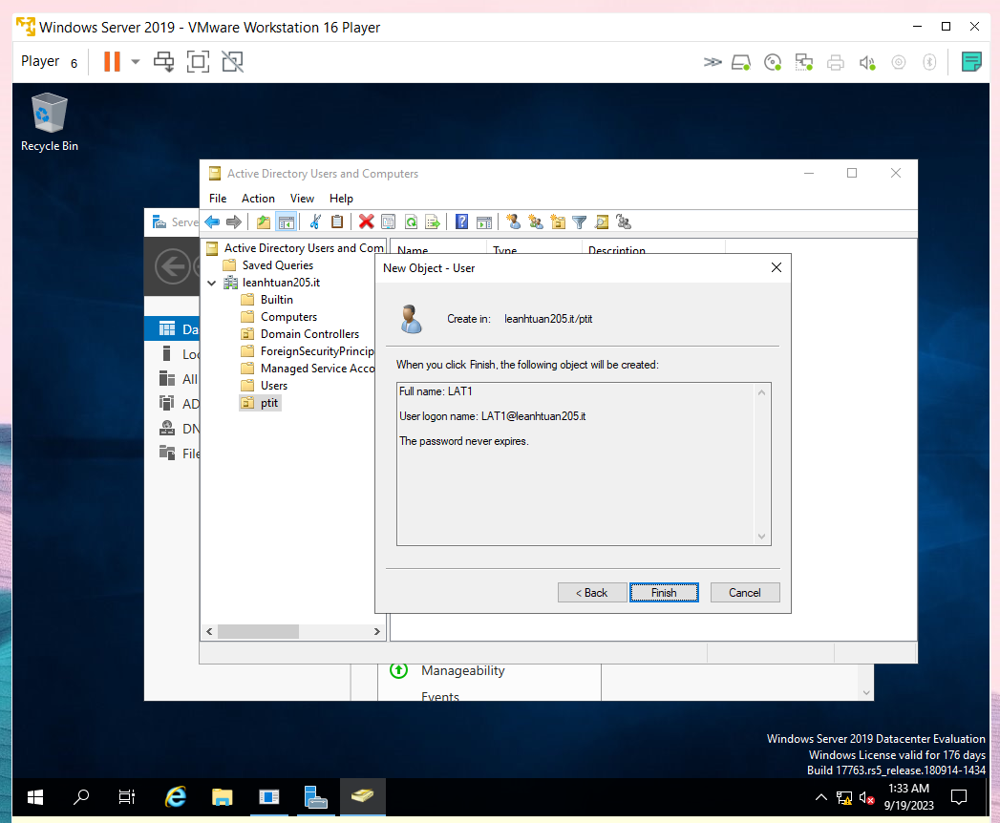 Windows Server 2019 - VMware Workstation 16 Player
Player 6
Recycle Bin
Active Directory Users and Computers
File Action View Help
Serve
Active Directory Users and Com
Name Type Description
Saved Queries
leanhtuan205.it
Builtin
Computers
Domain Controllers
ForeignSecurityPrincip
Managed Service Acco
Users
ptit
Da
Loc
All
AD
DN
File
New Object - User
Create in: leanhtuan205.it/ptit
When you click Finish, the following object will be created:
Full name: LAT1
User logon name: LAT1@leanhtuan205.it
The password never expires.
< Back Finish Cancel
Manageability
Events
Windows Server 2019 Datacenter Evaluation
Windows License valid for 176 days
Build 17763.rs5_release.180914-1434
1:33 AM
9/19/2023